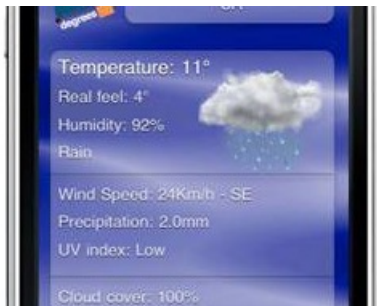 degrees
Temperature: 11°
Real feel: 4°
Humidity: 92%
Rain
Wind Speed: 24Km/h - SE
Precipitation: 2.0mm
UV index: Low
Cloud cover: 100%